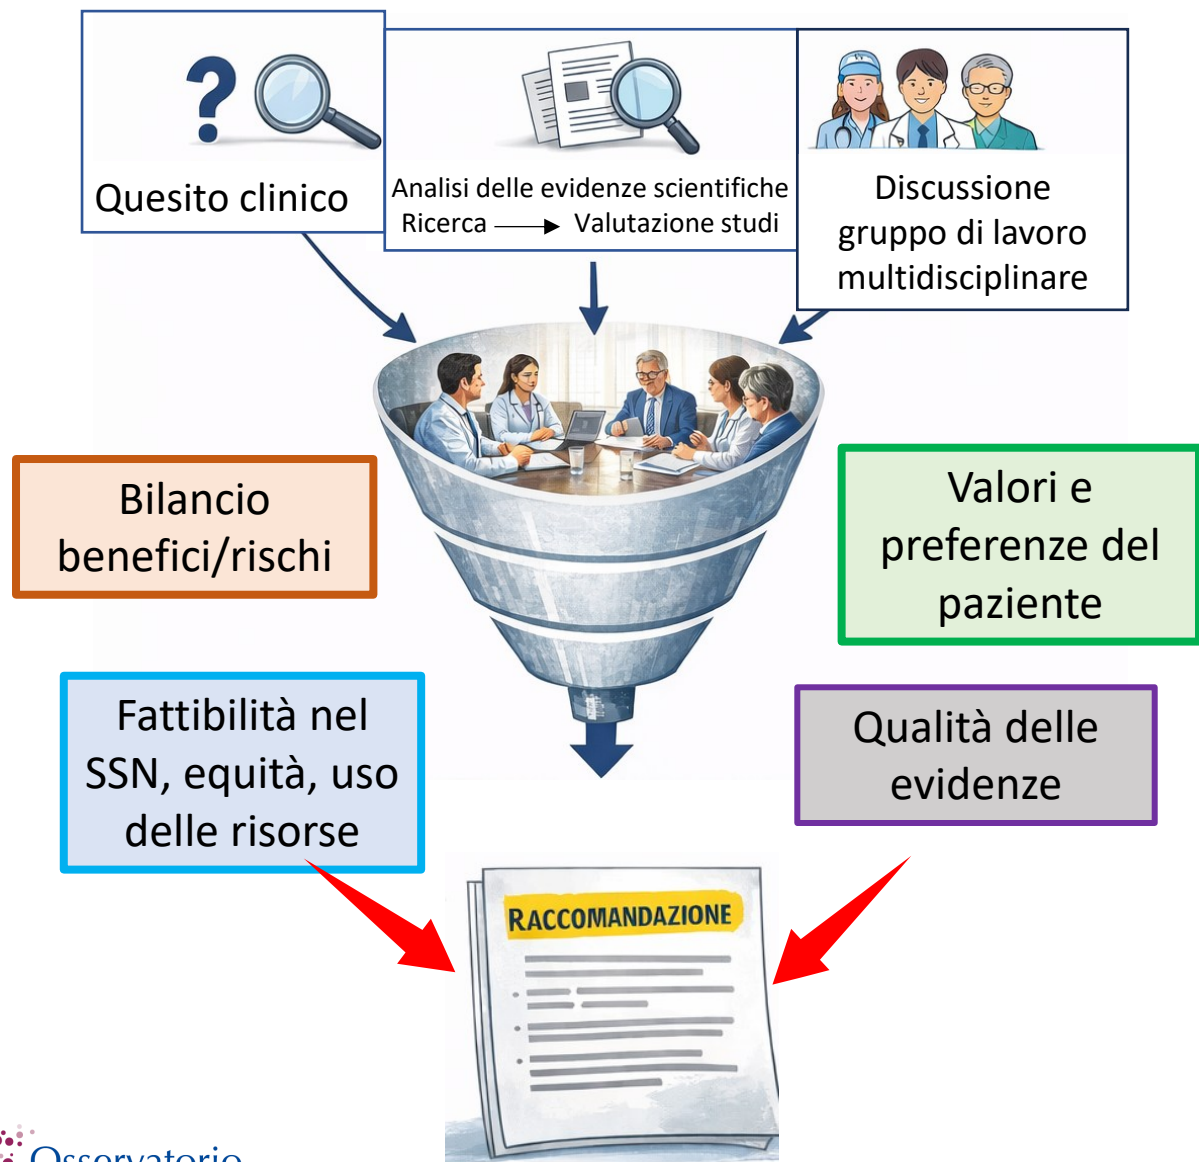 Quesito clinico
Analisi delle evidenze scientifiche
Ricerca Valutazione studi
Discussione
gruppo di lavoro
multidisciplinare
Bilancio
benefici/rischi
Valori e
preferenze del
paziente
Fattibilità nel
SSN, equità, uso
delle risorse
Qualità delle
evidenze
RACCOMANDAZIONE
Osservatorio